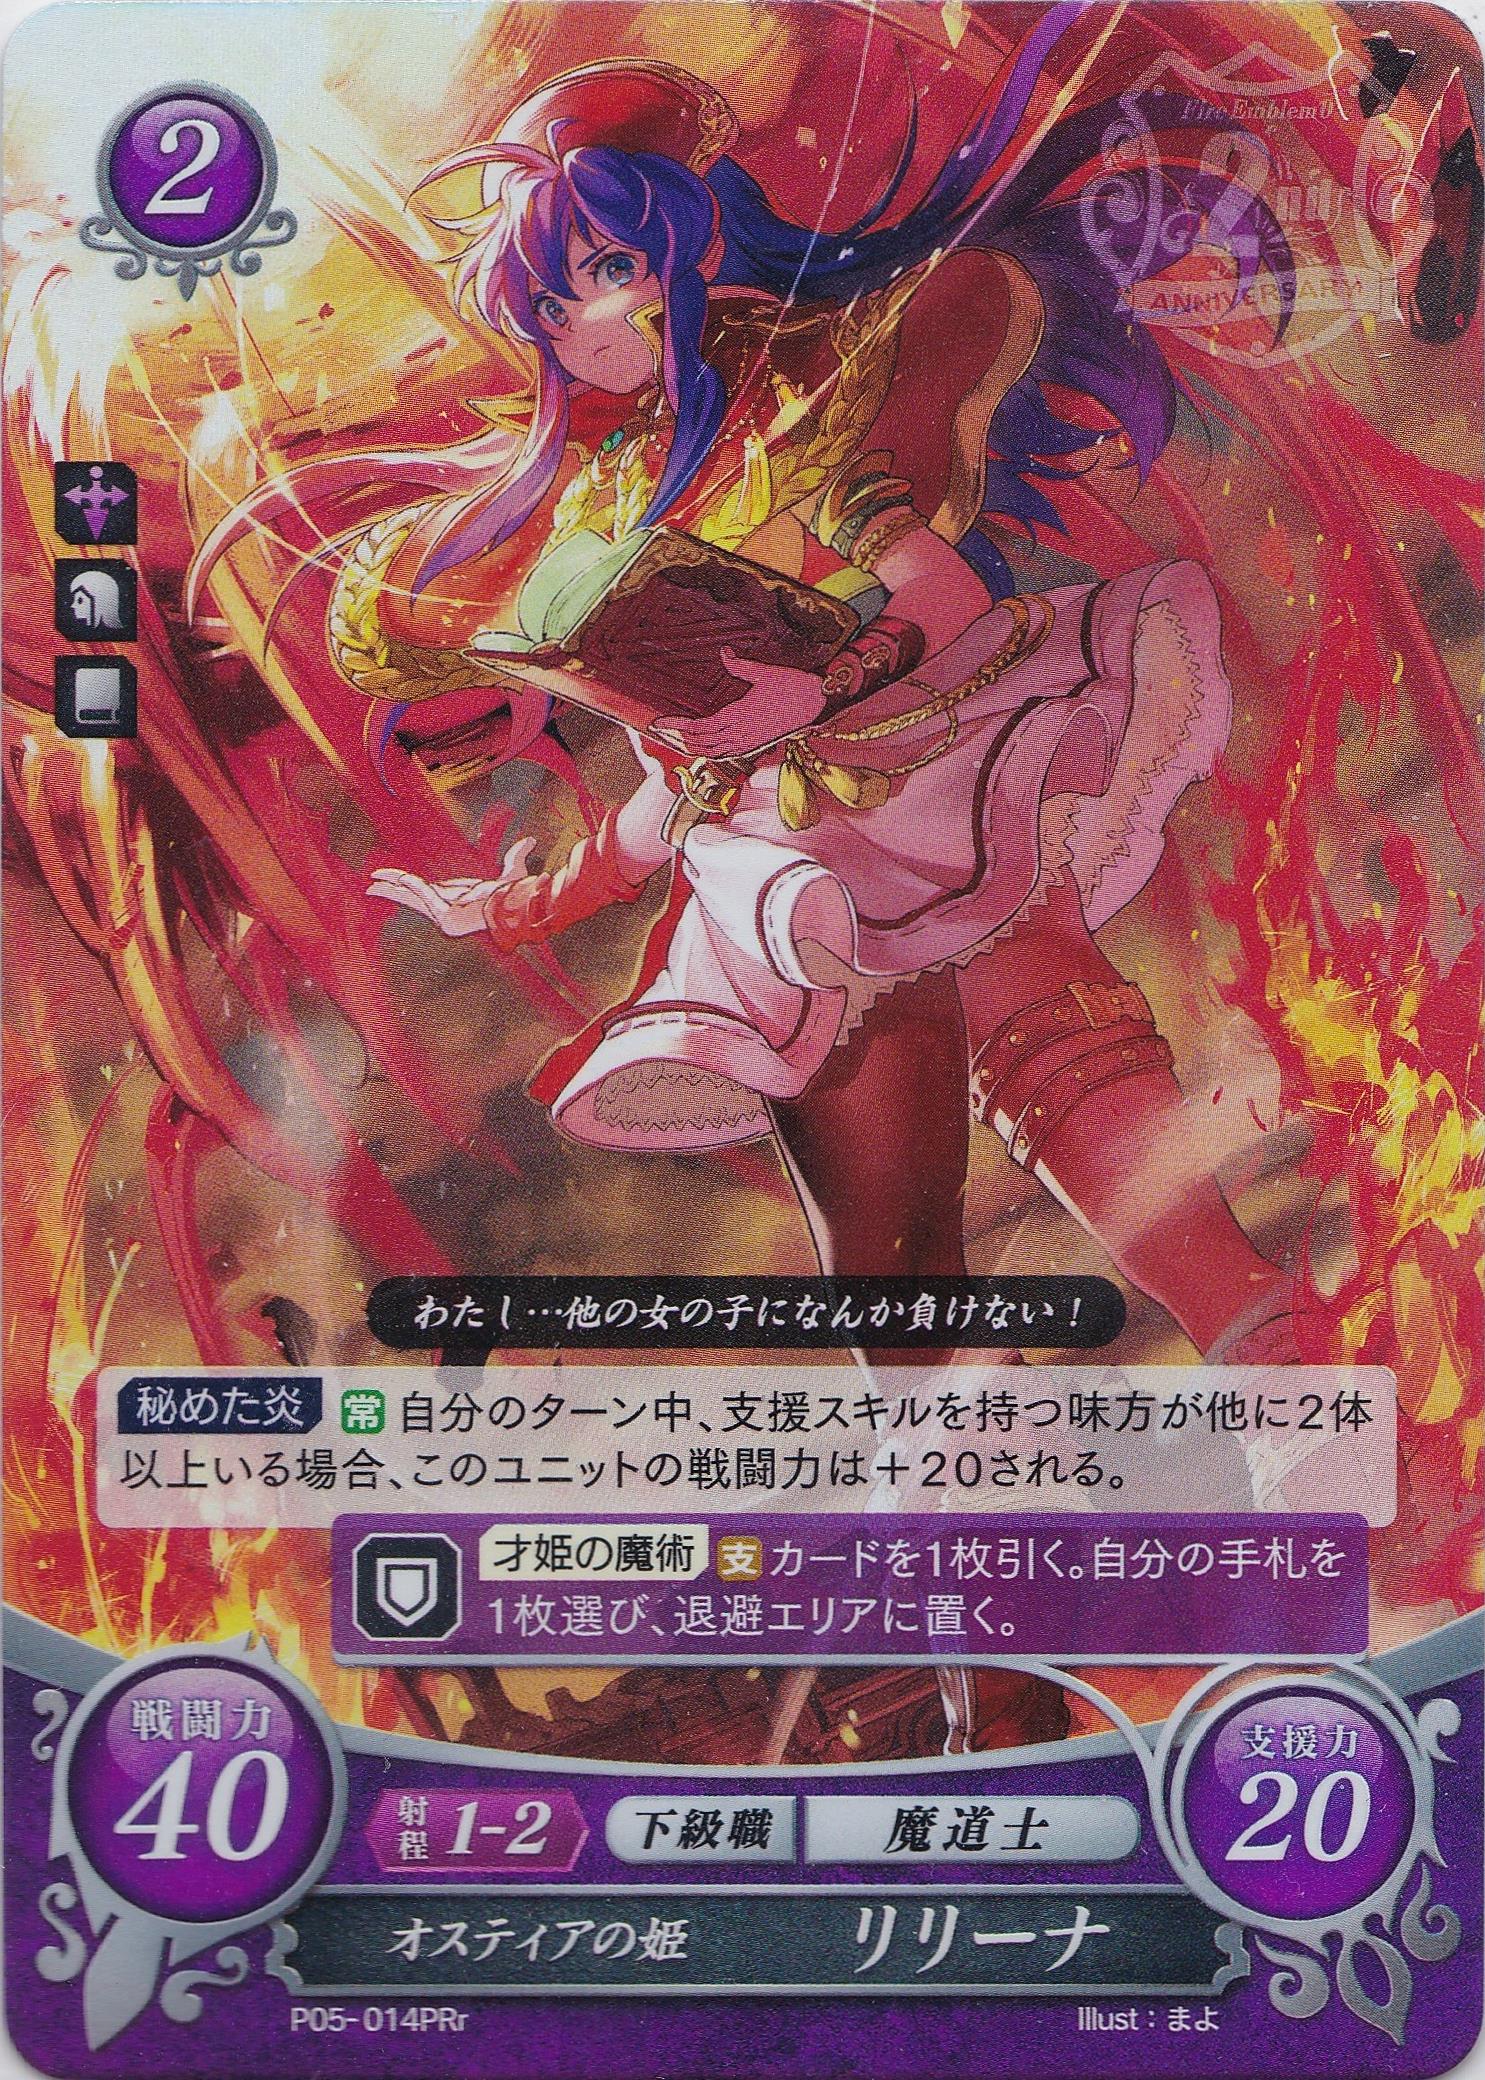 2
Fire Emblem 0
2nd
ANNIVERSARY
わたし…他の女の子になんか負けない！
秘めた炎 常 自分のターン中、支援スキルを持つ味方が他に2体
以上いる場合、このユニットの戦闘力は＋20される。
才姫の魔術 支 カードを1枚引く。自分の手札を
1枚選び、退避エリアに置く。
戦闘力
40
射程 1-2
下級職 魔道士
支援力
20
オスティアの姫 リリーナ
P05-014PRr
Illust：まよ